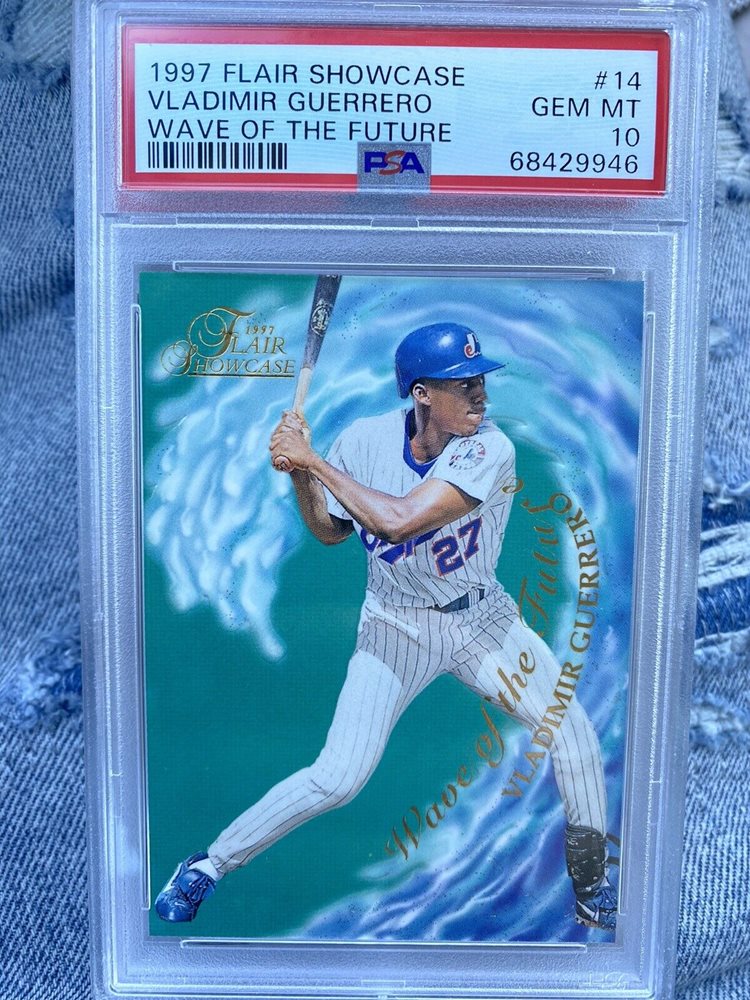 1997 FLAIR SHOWCASE #14
VLADIMIR GUERRERO GEM MT
WAVE OF THE FUTURE 10
PSA 68429946
1997
FLAIR
SHOWCASE
27
Wave of the Future
VLADIMIR GUERRERO